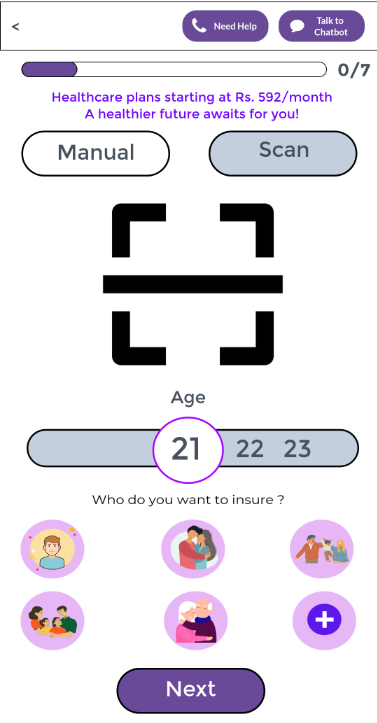 <
Need Help
Talk to
Chatbot
0/7
Healthcare plans starting at Rs. 592/month
A healthier future awaits for you!
Manual
Scan
Age
21 22 23
Who do you want to insure ?
Next